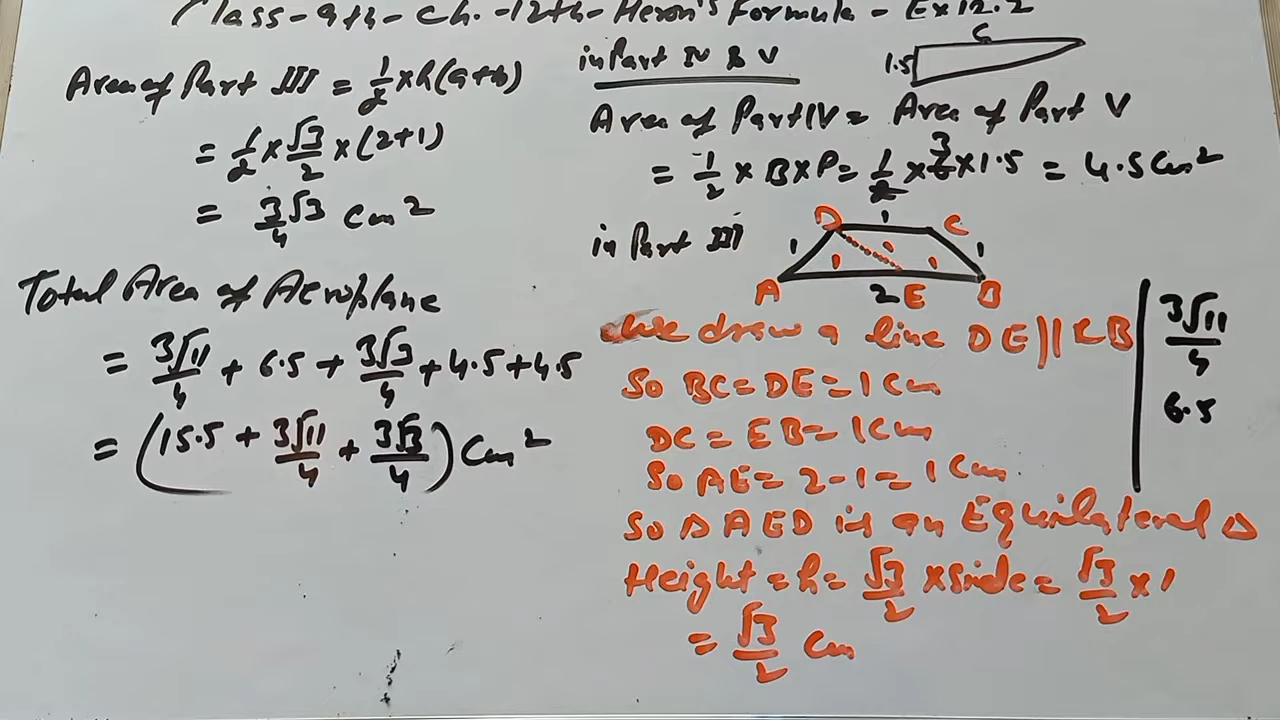 Class-9th-Ch.-12th-Heron's Formula-Ex12.2
Area of Part III = 1/2 × h(a+b)
= 1/2 × √3/2 × (2+1)
= 3√3/4 cm²
Total Area of Aeroplane
= 3√11/4 + 6.5 + 3√3/4 + 4.5 + 4.5
= (15.5 + 3√11/4 + 3√3/4) cm²
in Part IV & V
6
1.5
Area of Part IV = Area of Part V
= 1/2 × B × P = 1/2 × 6 3 × 1.5 = 4.5 cm²
in Part III
D 1 C
1 1 1 1 1
A 2 E B
we draw a line DE || CB
So BC = DE = 1 cm
DC = EB = 1 cm
So AE = 2 - 1 = 1 cm
So Δ AED is an Equilateral Δ
Height = h = √3/2 × side = √3/2 × 1
= √3/2 cm
3√11/4
6.5